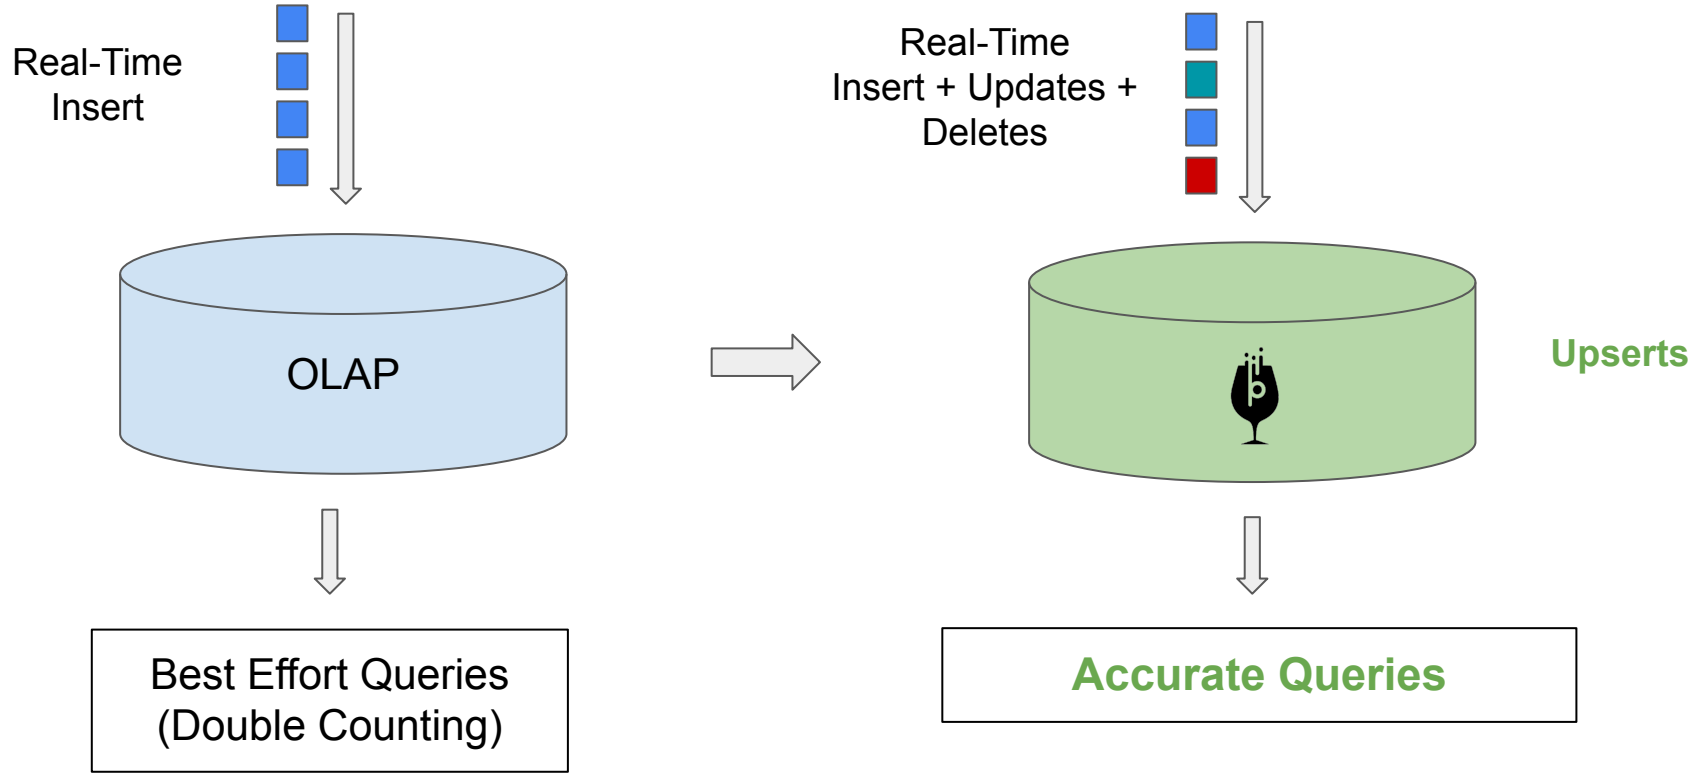 Real-Time
Insert
OLAP
Best Effort Queries
(Double Counting)
Real-Time
Insert + Updates +
Deletes
Upserts
Accurate Queries